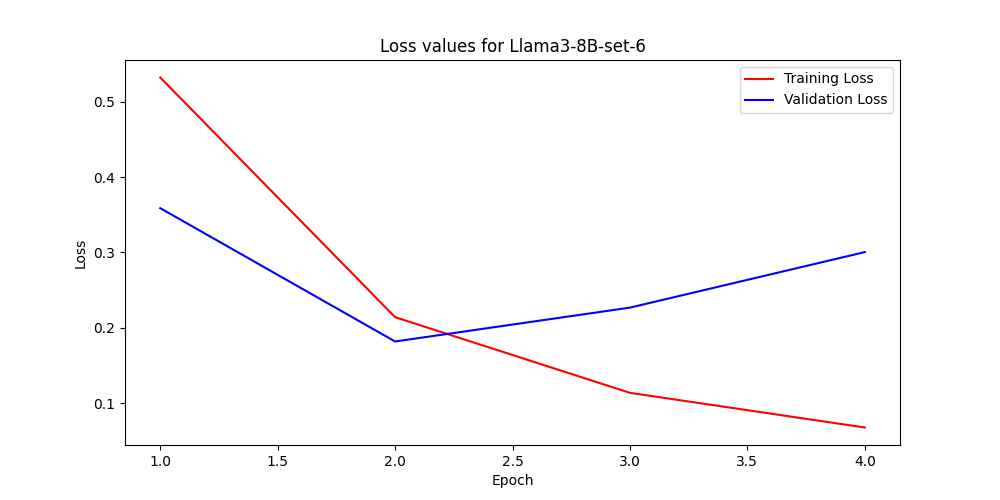 Loss values for Llama3-8B-set-6
Training Loss
Validation Loss
0.5
0.4
0.3
0.2
0.1
Loss
1.0 1.5 2.0 2.5 3.0 3.5 4.0
Epoch